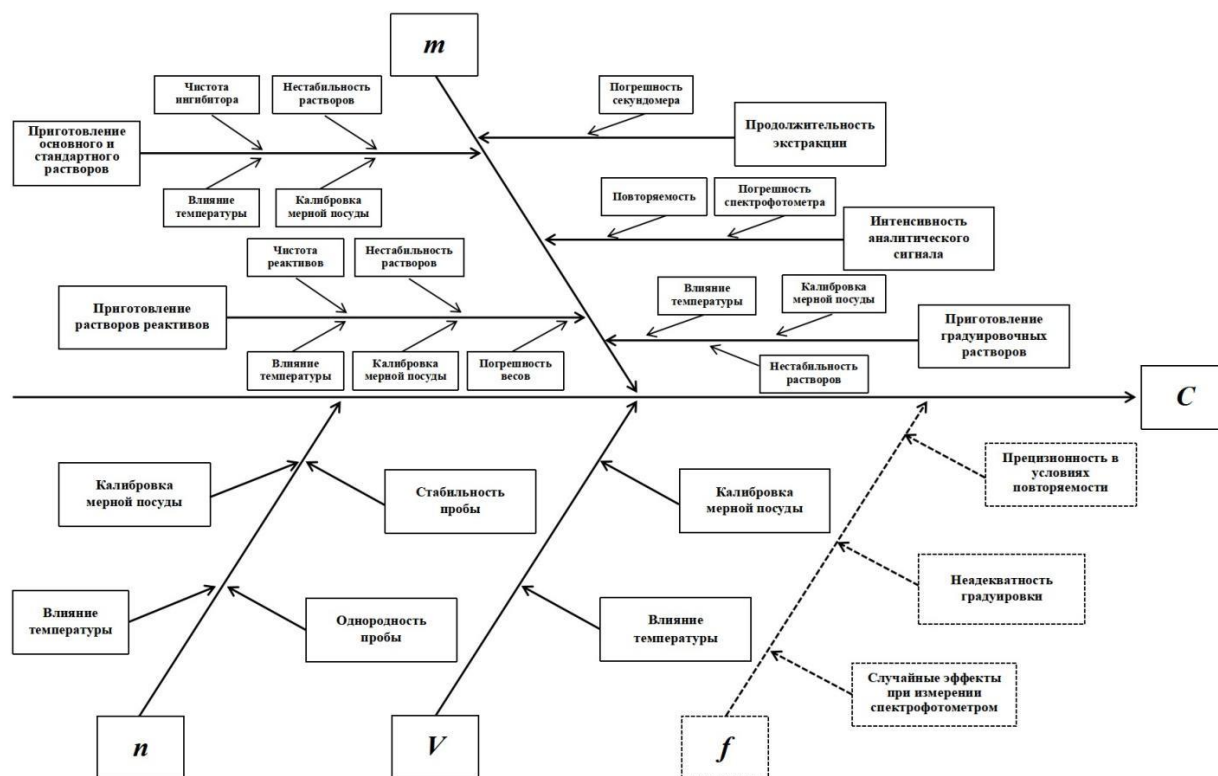 m
Чистота
ингибитора
Нестабильность
растворов
Погрешность
секундомера
Приготовление
основного и
стандартного
растворов
Продолжительность
экстракции
Влияние
температуры
Калибровка
мерной посуды
Повторяемость
Погрешность
спектрофотометра
Интенсивность
аналитического
сигнала
Чистота
реактивов
Нестабильность
растворов
Влияние
температуры
Калибровка
мерной посуды
Приготовление
растворов реактивов
Приготовление
градуировочных
растворов
Влияние
температуры
Калибровка
мерной посуды
Погрешность
весов
Нестабильность
растворов
C
Калибровка
мерной посуды
Стабильность
пробы
Калибровка
мерной посуды
Прецизионность в
условиях
повторяемости
Влияние
температуры
Однородность
пробы
Влияние
температуры
Неадекватность
градуировки
Случайные эффекты
при измерении
спектрофотометром
n
V
f